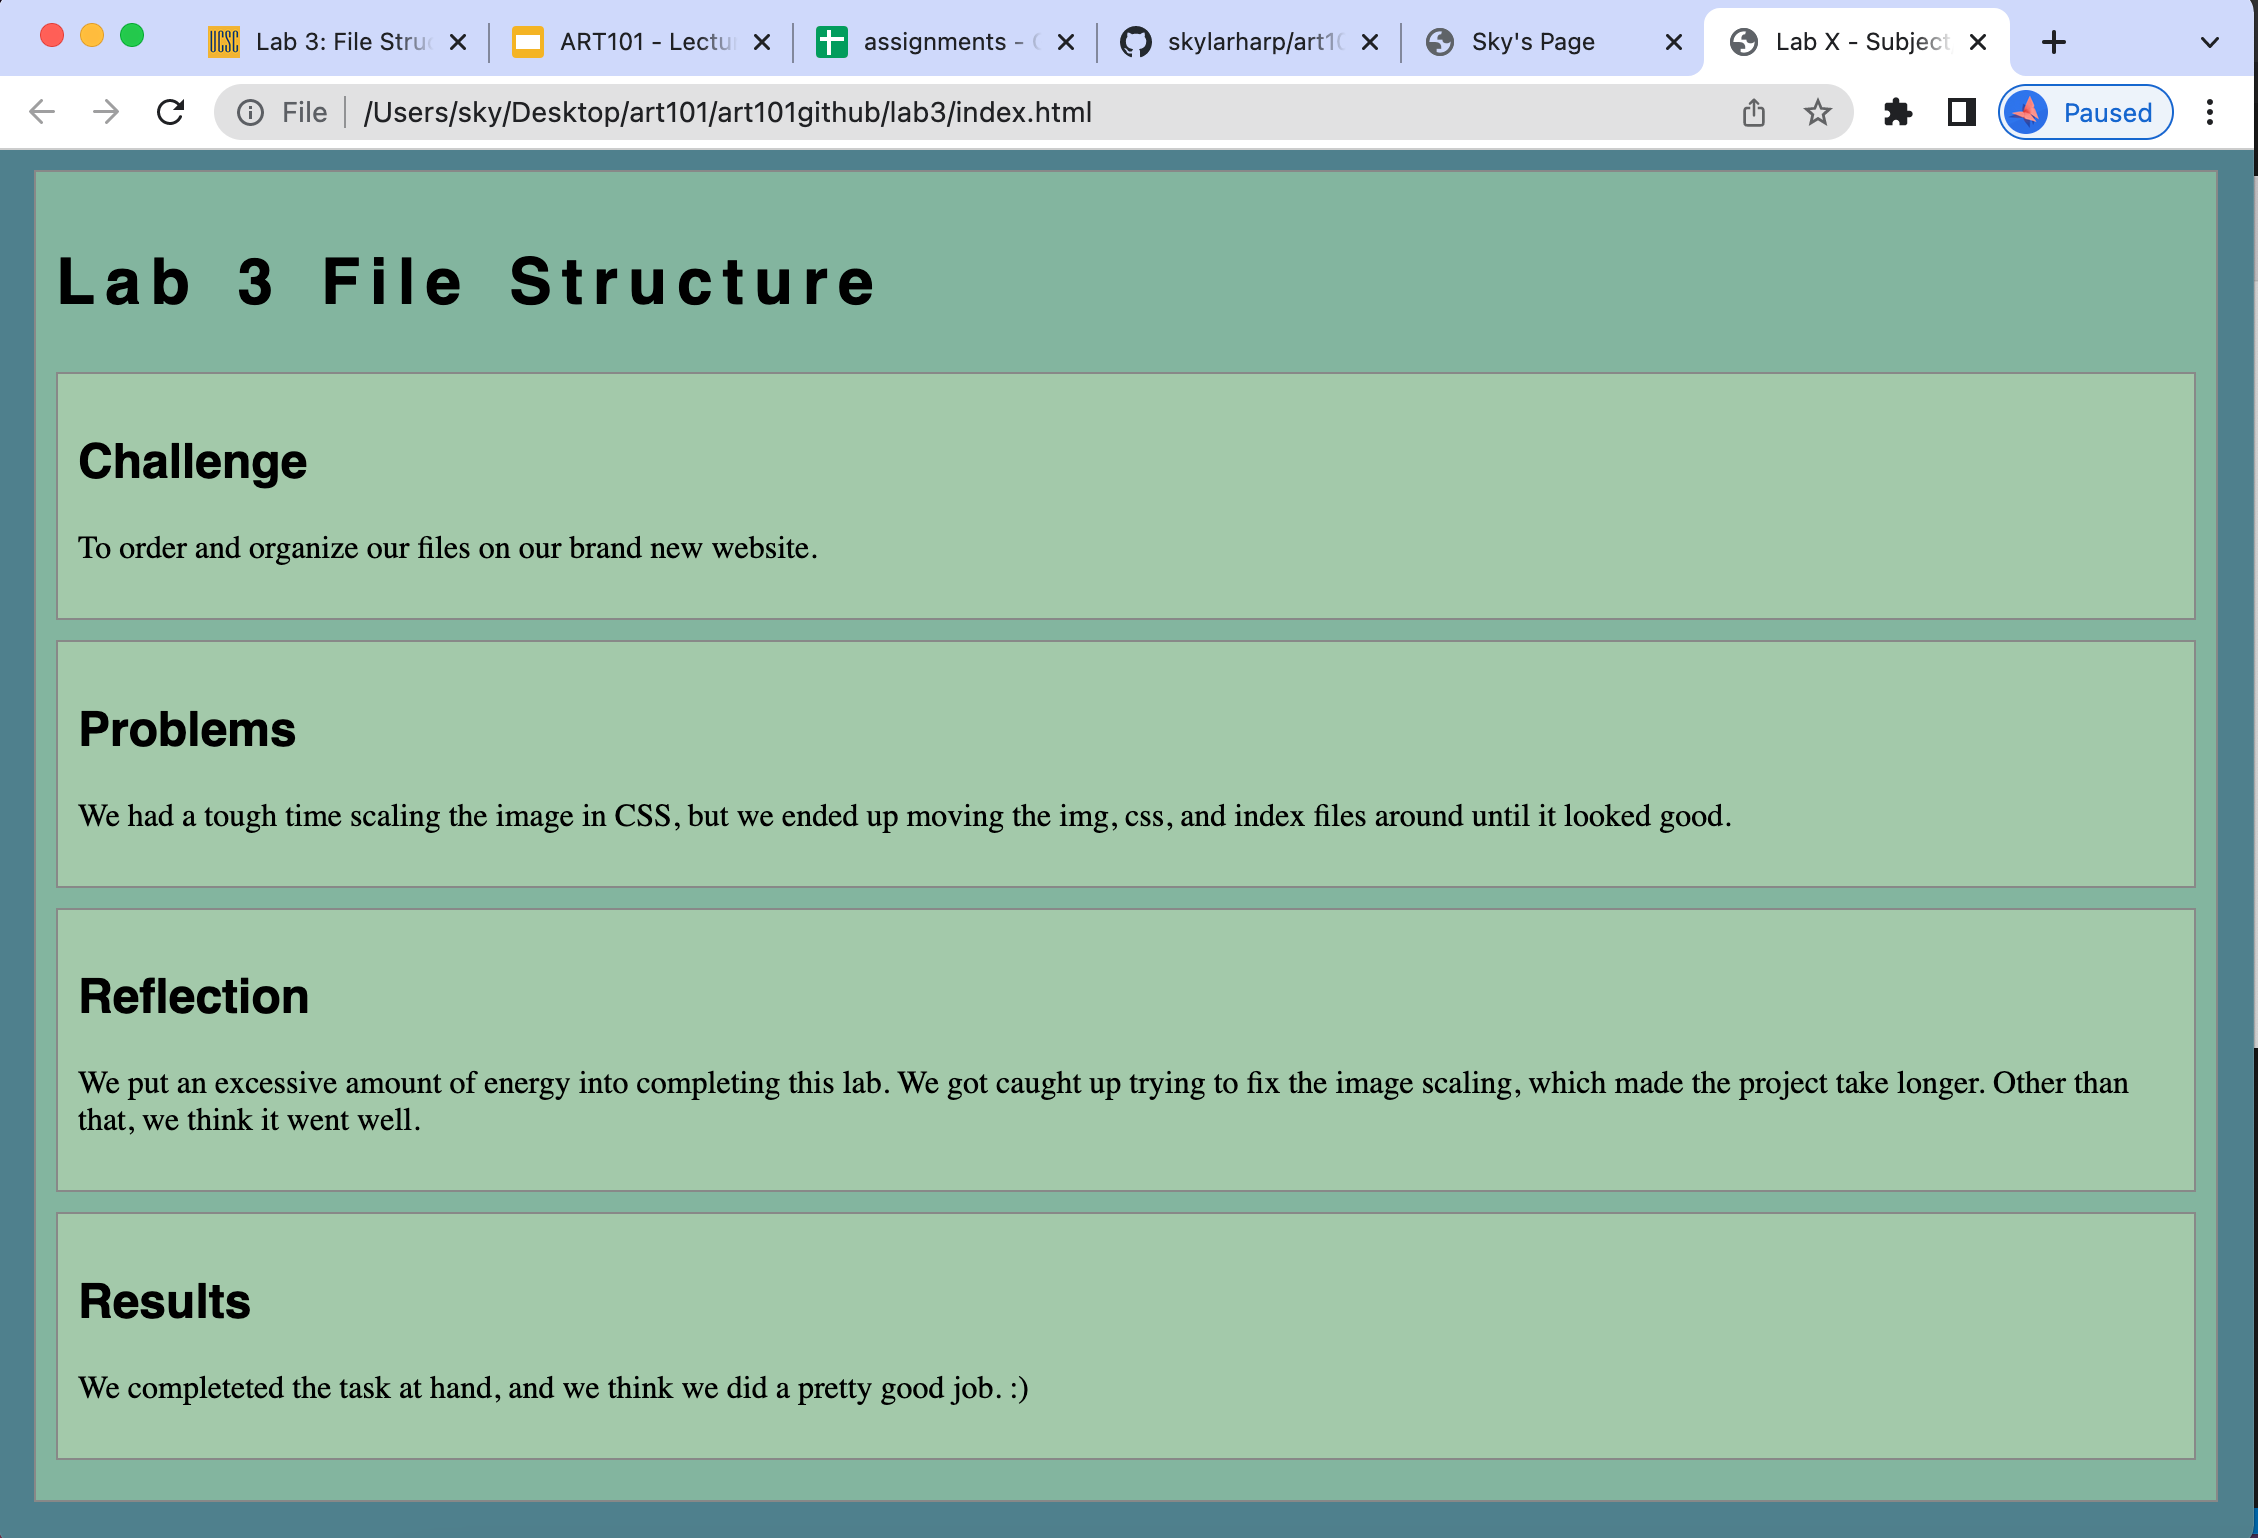 UCSC Lab 3: File Struc
ART101 - Lectu
assignments -
skylarharp/art10
Sky's Page
Lab X - Subject
File /Users/sky/Desktop/art101/art101github/lab3/index.html
Paused
Lab 3 File Structure
Challenge
To order and organize our files on our brand new website.
Problems
We had a tough time scaling the image in CSS, but we ended up moving the img, css, and index files around until it looked good.
Reflection
We put an excessive amount of energy into completing this lab. We got caught up trying to fix the image scaling, which made the project take longer. Other than
that, we think it went well.
Results
We completeted the task at hand, and we think we did a pretty good job. :)